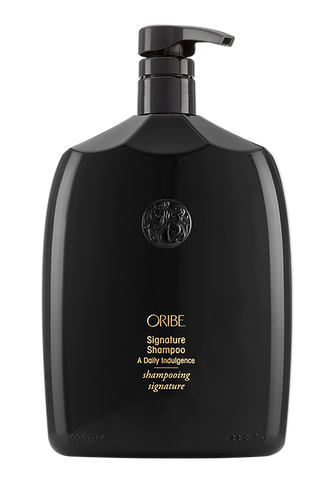 ORIBE
Signature
Shampoo
A Daily Indulgence
shampooing
signature